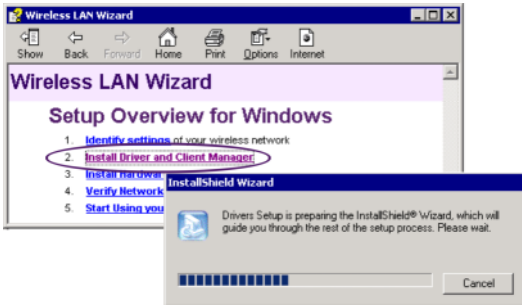 Wireless LAN Wizard
Show Back Forward Home Print Options Internet
Wireless LAN Wizard
Setup Overview for Windows
1. Identify settings of your wireless network
2. Install Driver and Client Manager
3. Install Hardwar
4. Verify Network
5. Start Using you
InstallShield Wizard
Drivers Setup is preparing the InstallShield® Wizard, which will
guide you through the rest of the setup process. Please wait.
Cancel